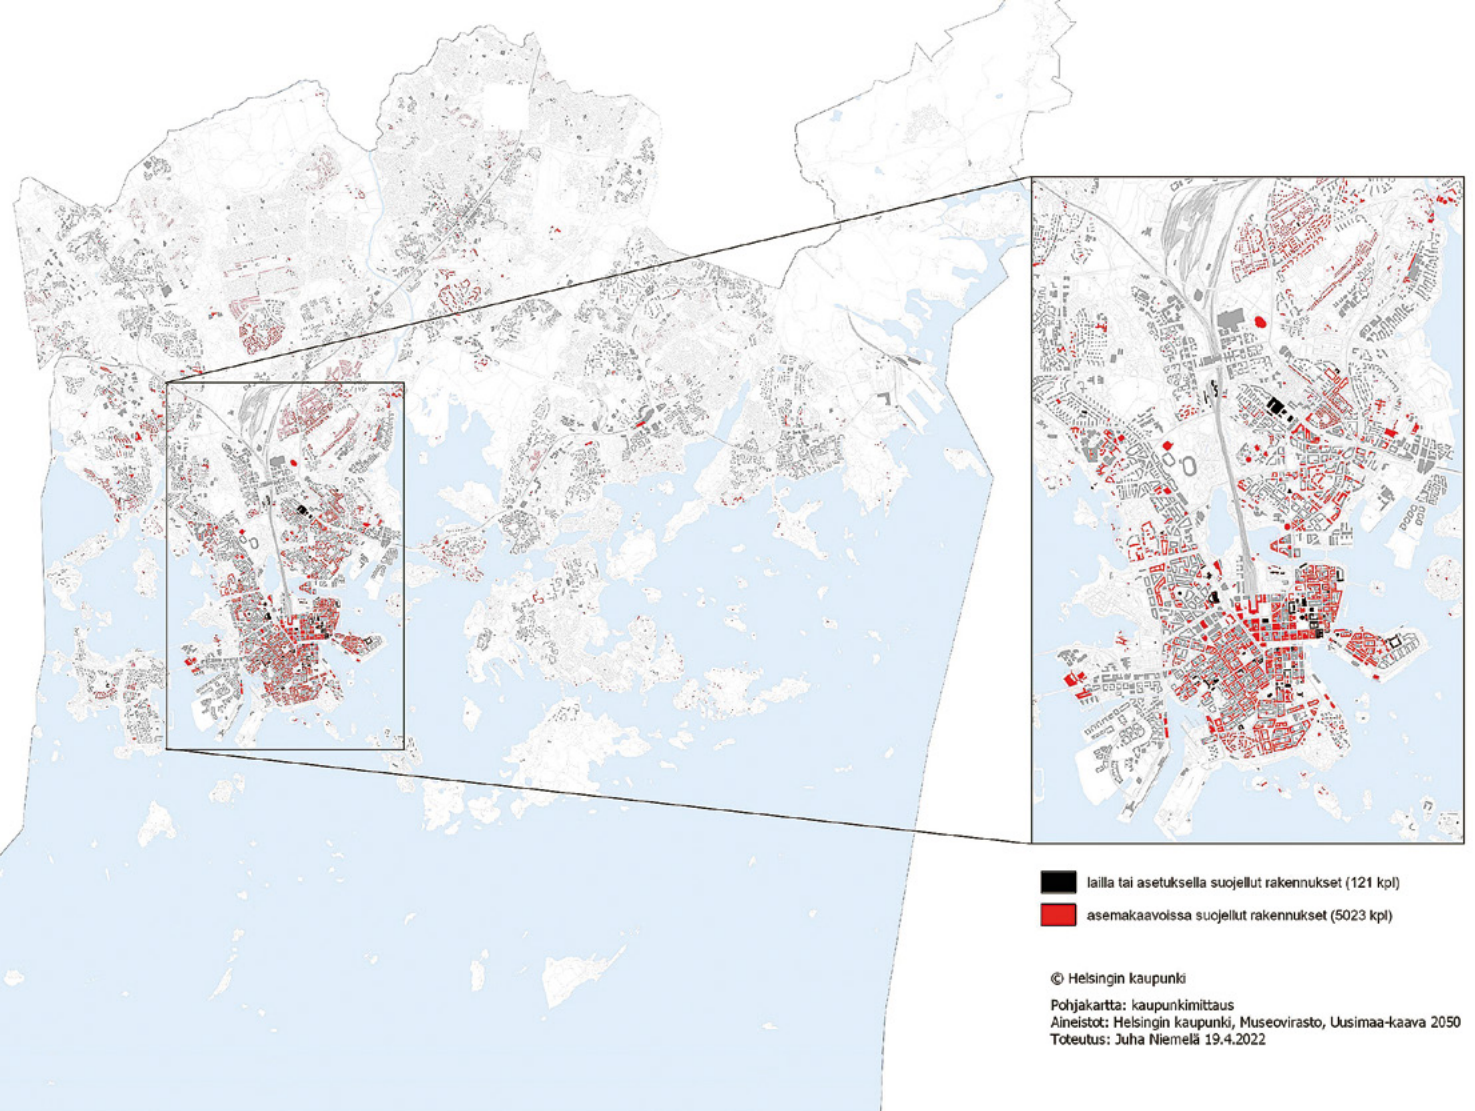 lailla tai asetuksella suojellut rakennukset (121 kpl)
asemakaavoissa suojellut rakennukset (5023 kpl)
© Helsingin kaupunki
Pohjakartta: kaupunkimittaus
Aineistot: Helsingin kaupunki, Museovirasto, Uusimaa-kaava 2050
Toteutus: Juha Niemelä 19.4.2022